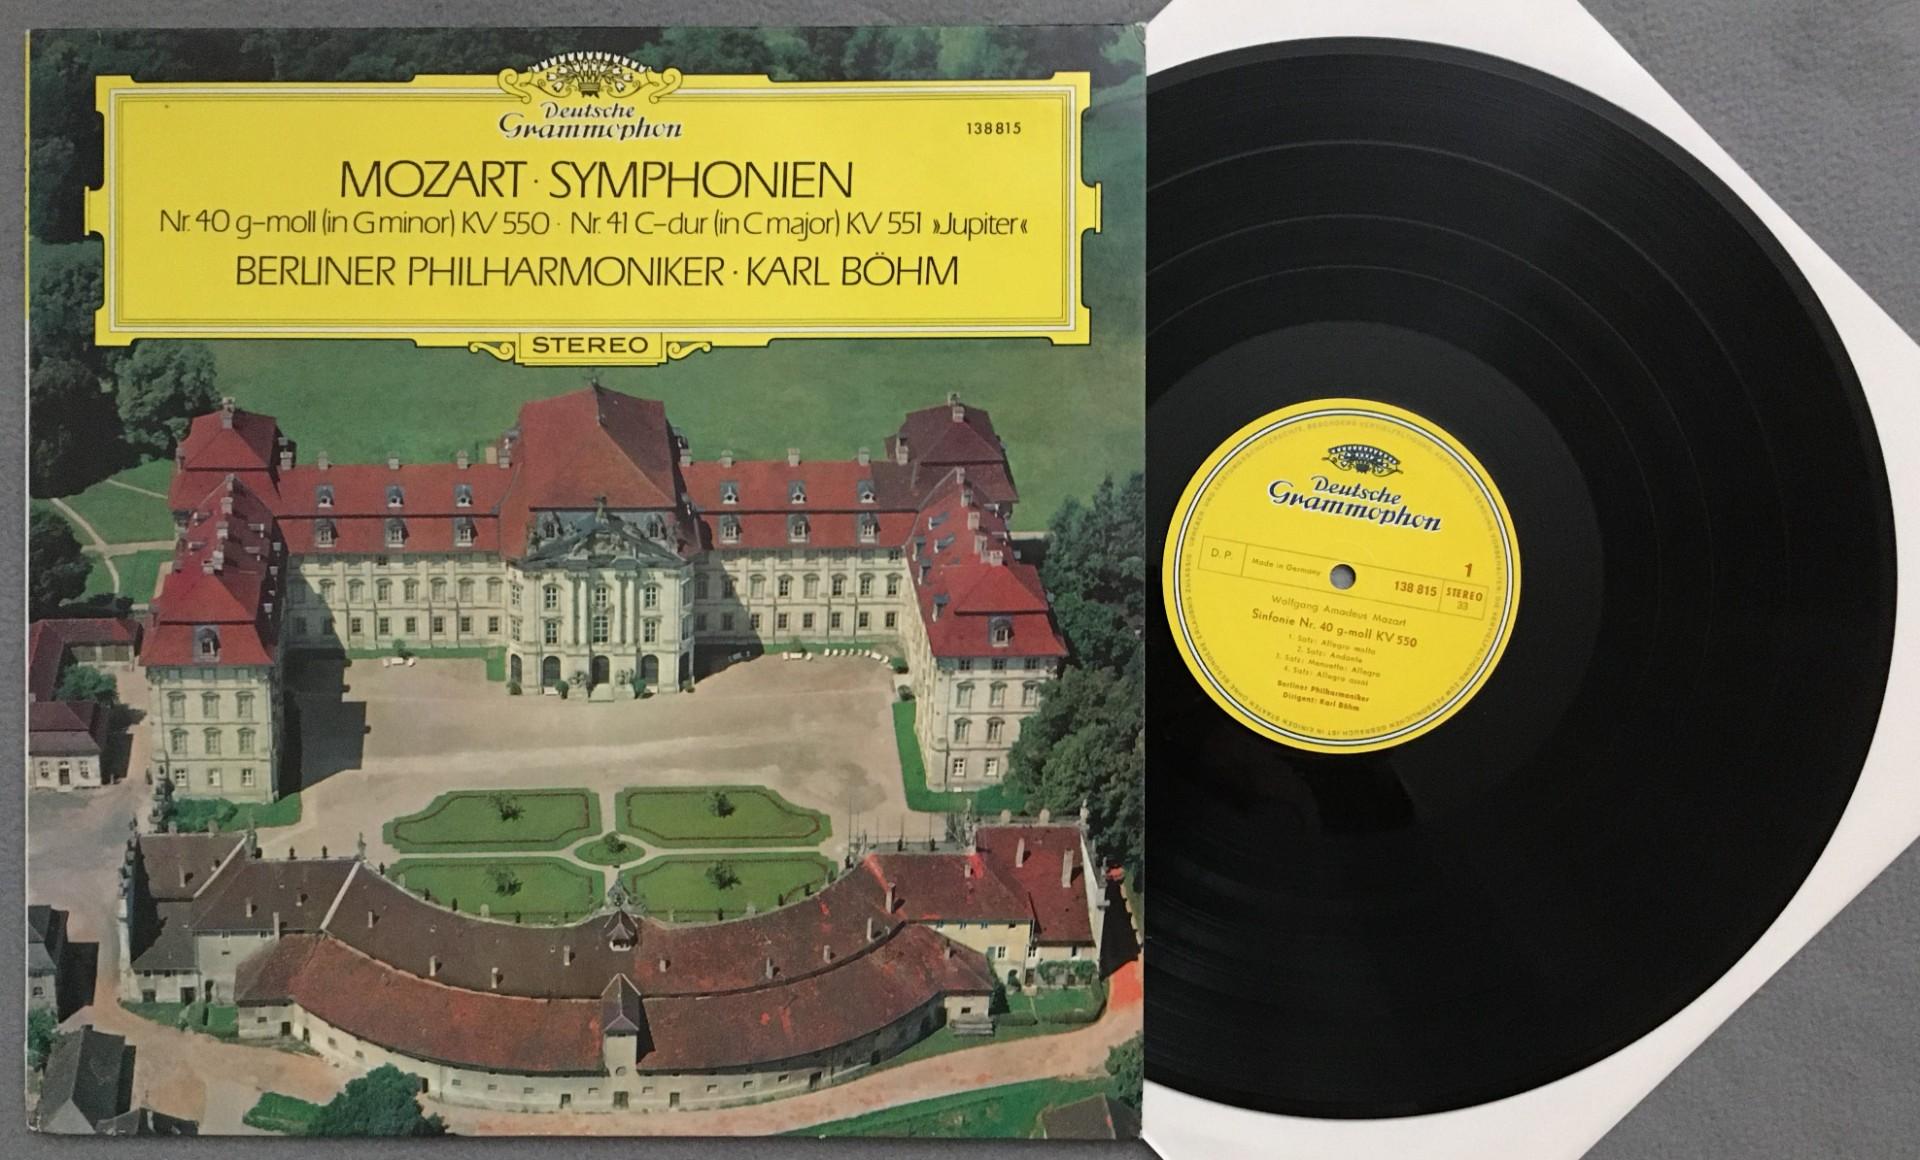 Deutsche
Grammophon
138 815
MOZART · SYMPHONIEN
Nr. 40 g-moll (in G minor) KV 550 · Nr. 41 C-dur (in C major) KV 551 »Jupiter«
BERLINER PHILHARMONIKER · KARL BÖHM
STEREO
Deutsche
Grammophon
1
D. P. Made in Germany 138 815 STEREO
33
Wolfgang Amadeus Mozart
Sinfonie Nr. 40 g-moll KV 550
1. Satz: Allegro molto
2. Satz: Andante
3. Satz: Menuetto: Allegro
4. Satz: Allegro assai
Berliner Philharmoniker
Dirigent: Karl Böhm